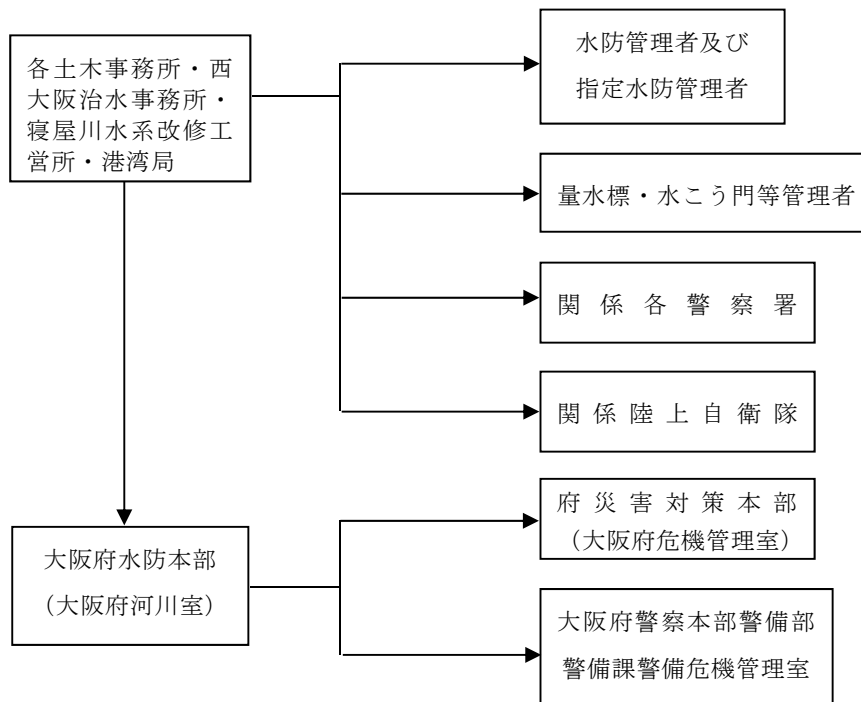 各土木事務所・西
大阪治水事務所・
寝屋川水系改修工
営所・港湾局
水防管理者及び
指定水防管理者
量水標・水こう門等管理者
関係各警察署
関係陸上自衛隊
大阪府水防本部
（大阪府河川室）
府災害対策本部
（大阪府危機管理室）
大阪府警察本部警備部
警備課警備危機管理室